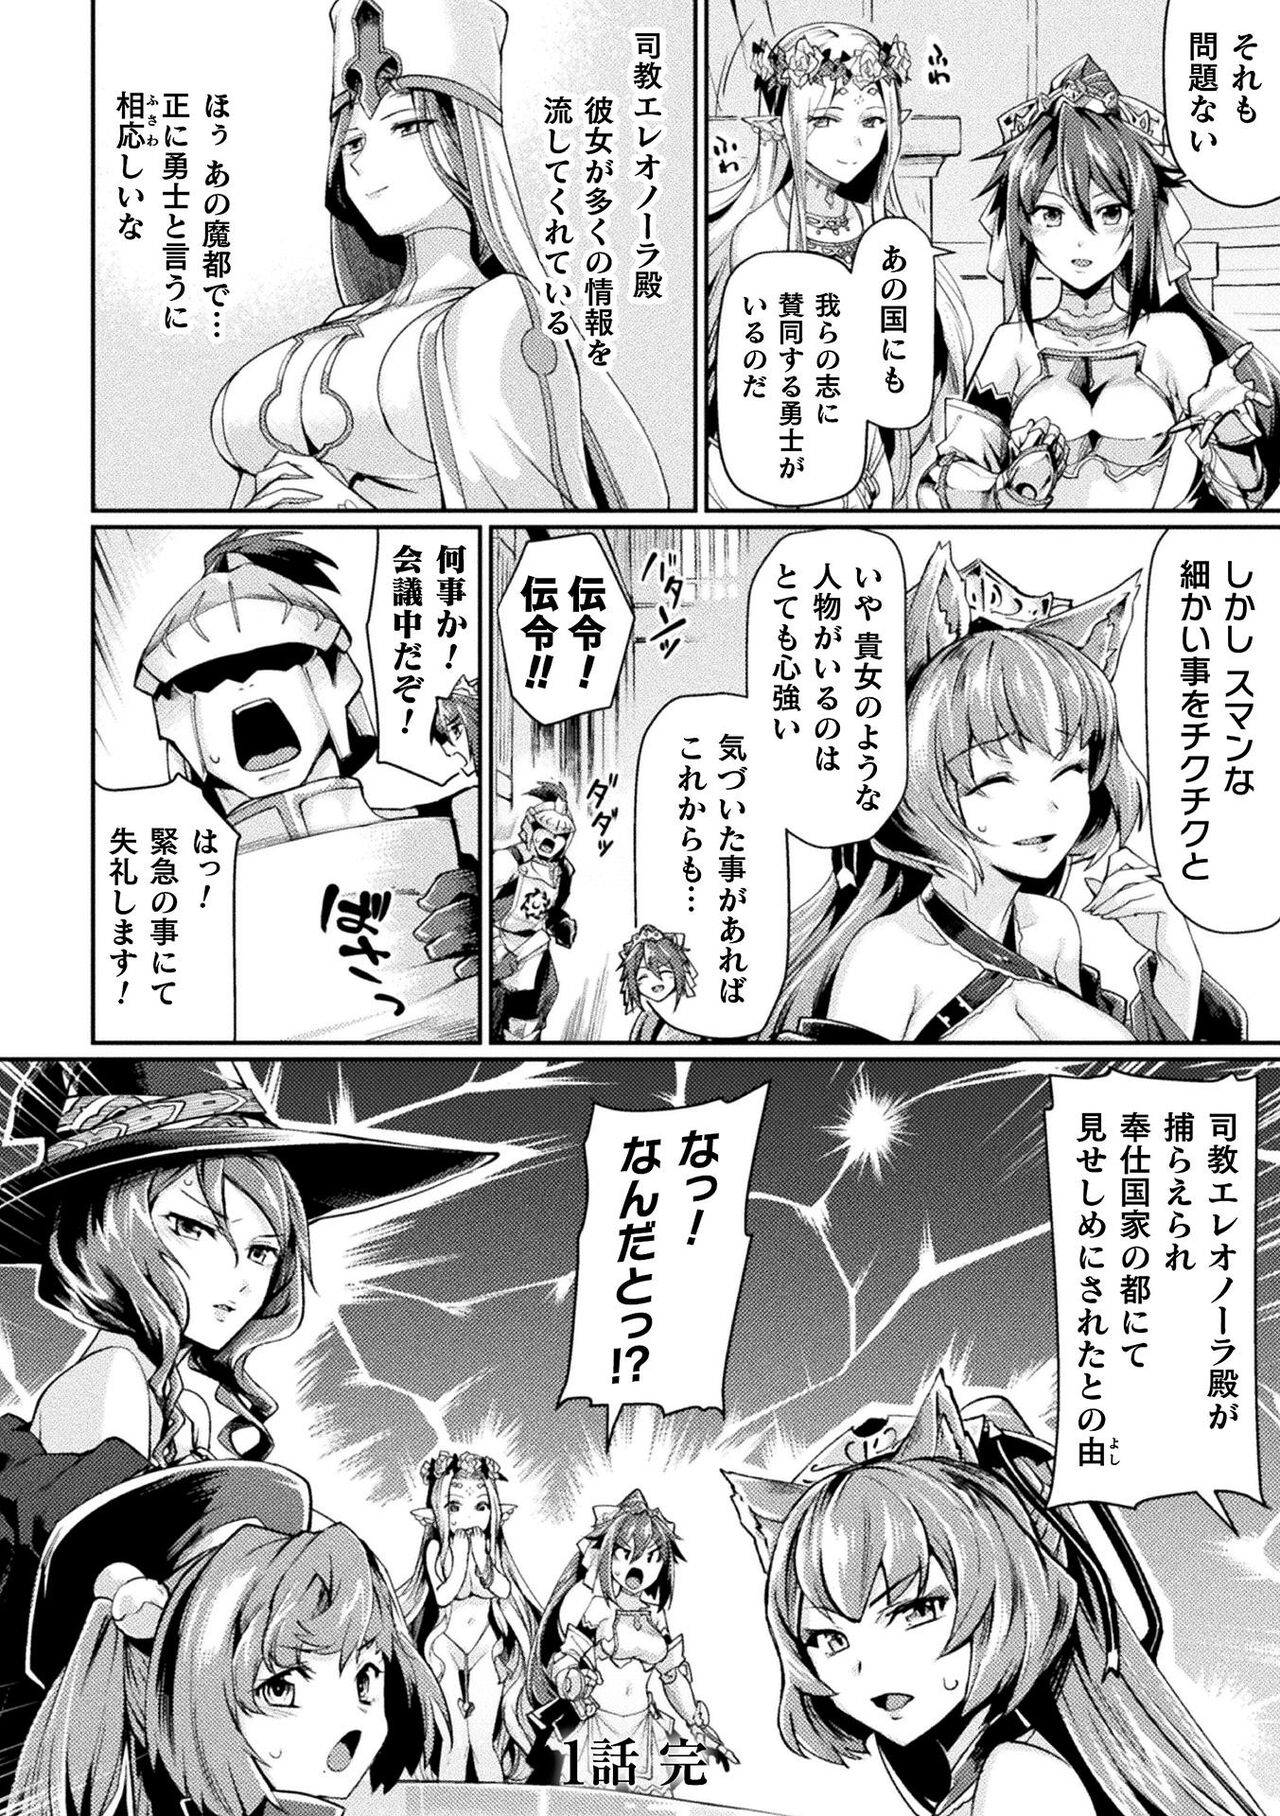 それも
問題ない
ふわ
ふわ
あの国にも
我らの志に
賛同する勇士が
いるのだ
司教エレオノーラ殿
彼女が多くの情報を
流してくれている
ほぅ あの魔都で…
正に勇士と言うに
相応しいな
ふさわ
しかし スマンな
細かい事をチクチクと
いや 貴女のような
人物がいるのは
とても心強い
気づいた事があれば
これからも…
バタンッ
伝令！
伝令!!
ダダダッ
何事か！
会議中だぞ！
はっ！
緊急の事にて
失礼します！
ばさっ
司教エレオノーラ殿が
捕らえられ
奉仕国家の都にて
見せしめにされたとの由
よし
なっ！
なんだとっ!?
1話 完